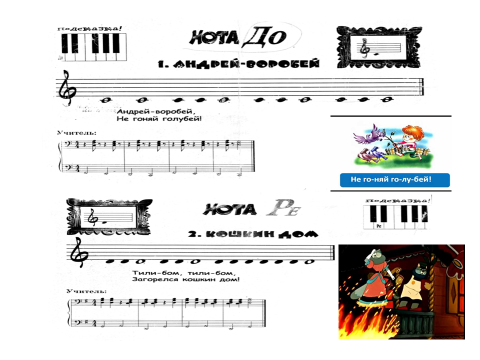 Подсказка!
НОТА До
1. АНДРЕЙ-ВОРОБЕЙ
Андрей-воробей,
Не гоняй голубей!
Учитель:
Не го-няй го-лу-бей!
НОТА Ре
Подсказка!
Ре
2. КОШКИН ДОМ
Тили-бом, тили-бом,
Загорелся кошкин дом!
Учитель: